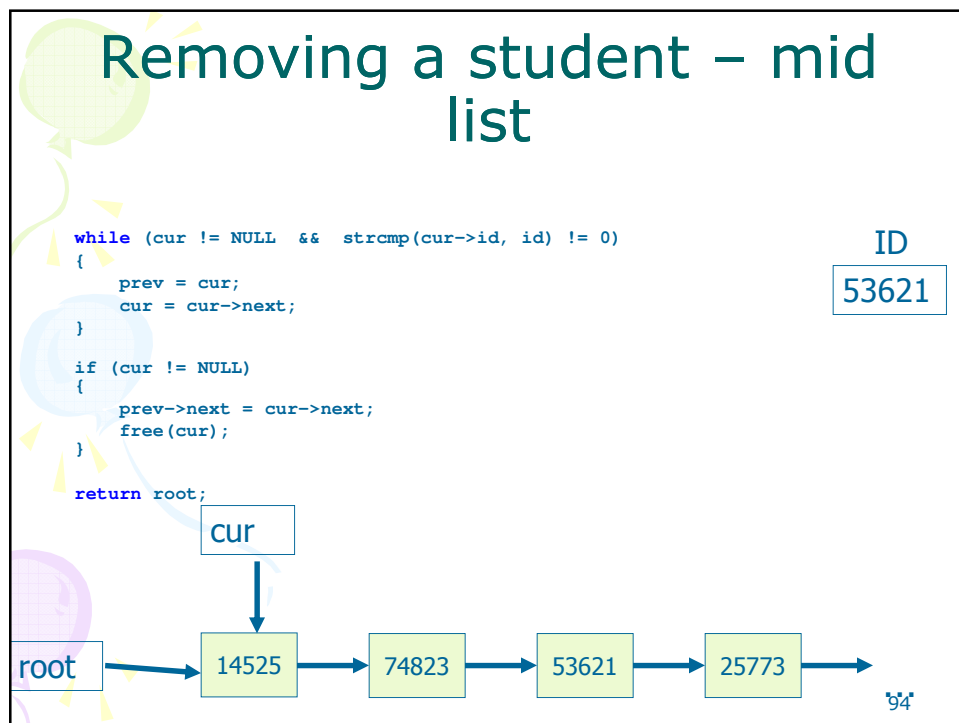 Removing a student – mid
list
while (cur != NULL && strcmp(cur->id, id) != 0)
{
prev = cur;
cur = cur->next;
}
if (cur != NULL)
{
prev->next = cur->next;
free(cur);
}
return root;
ID
53621
cur
root
14525
74823
53621
25773
…
94